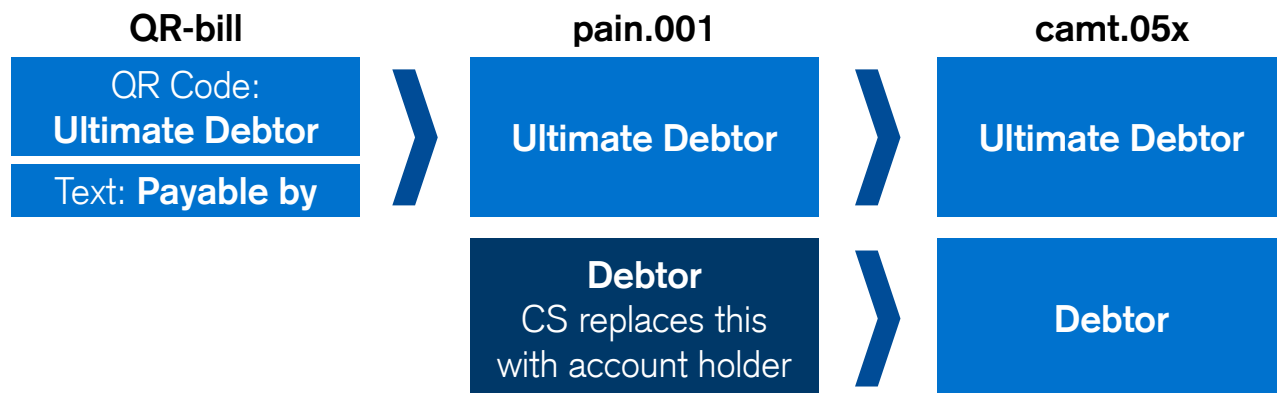 QR-bill
pain.001
camt.05x
QR Code:
Ultimate Debtor
Text: Payable by
Ultimate Debtor
Ultimate Debtor
Debtor
CS replaces this
with account holder
Debtor